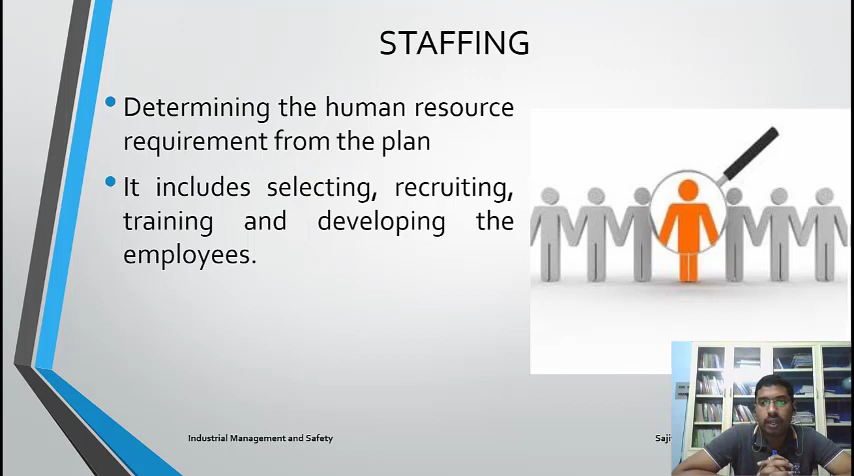 STAFFING
Determining the human resource
requirement from the plan
It includes selecting, recruiting,
training and developing the
employees.
Industrial Management and Safety